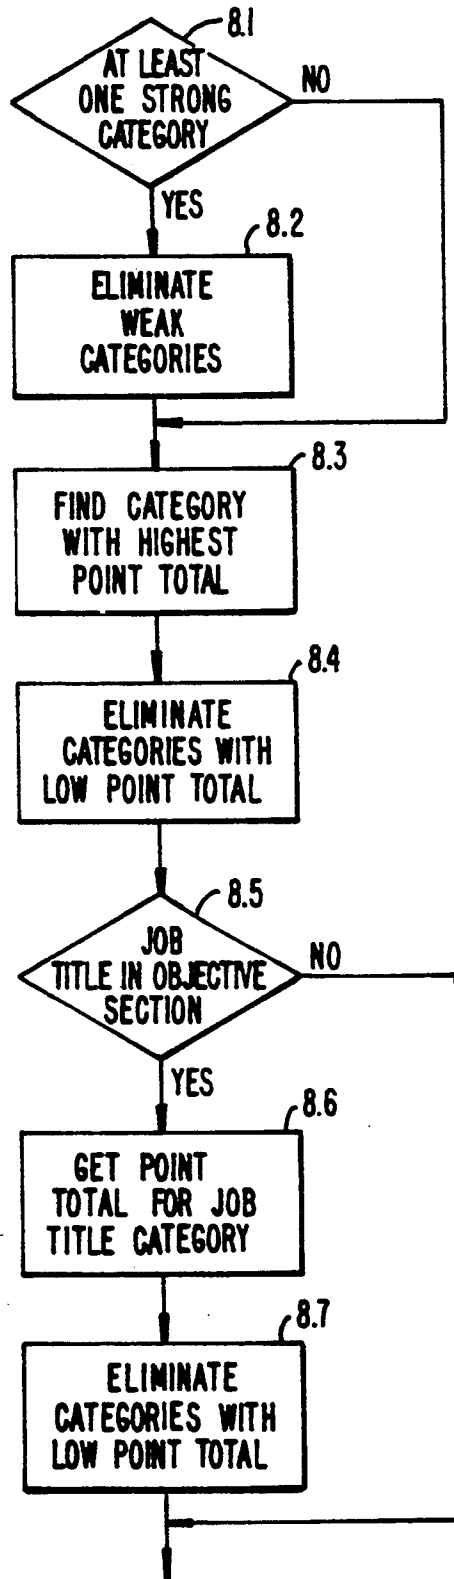 8.1
AT LEAST
ONE STRONG
CATEGORY
NO
YES
8.2
ELIMINATE
WEAK
CATEGORIES
8.3
FIND CATEGORY
WITH HIGHEST
POINT TOTAL
8.4
ELIMINATE
CATEGORIES WITH
LOW POINT TOTAL
8.5
JOB
TITLE IN OBJECTIVE
SECTION
NO
YES
8.6
GET POINT
TOTAL FOR JOB
TITLE CATEGORY
8.7
ELIMINATE
CATEGORIES WITH
LOW POINT TOTAL